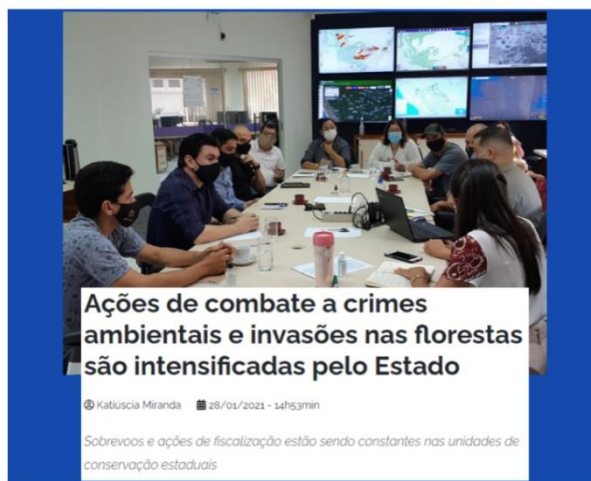 Ações de combate a crimes
ambientais e invasões nas florestas
são intensificadas pelo Estado
Katiúscia Miranda 28/01/2021 - 14h53min
Sobrevoos e ações de fiscalização estão sendo constantes nas unidades de
conservação estaduais